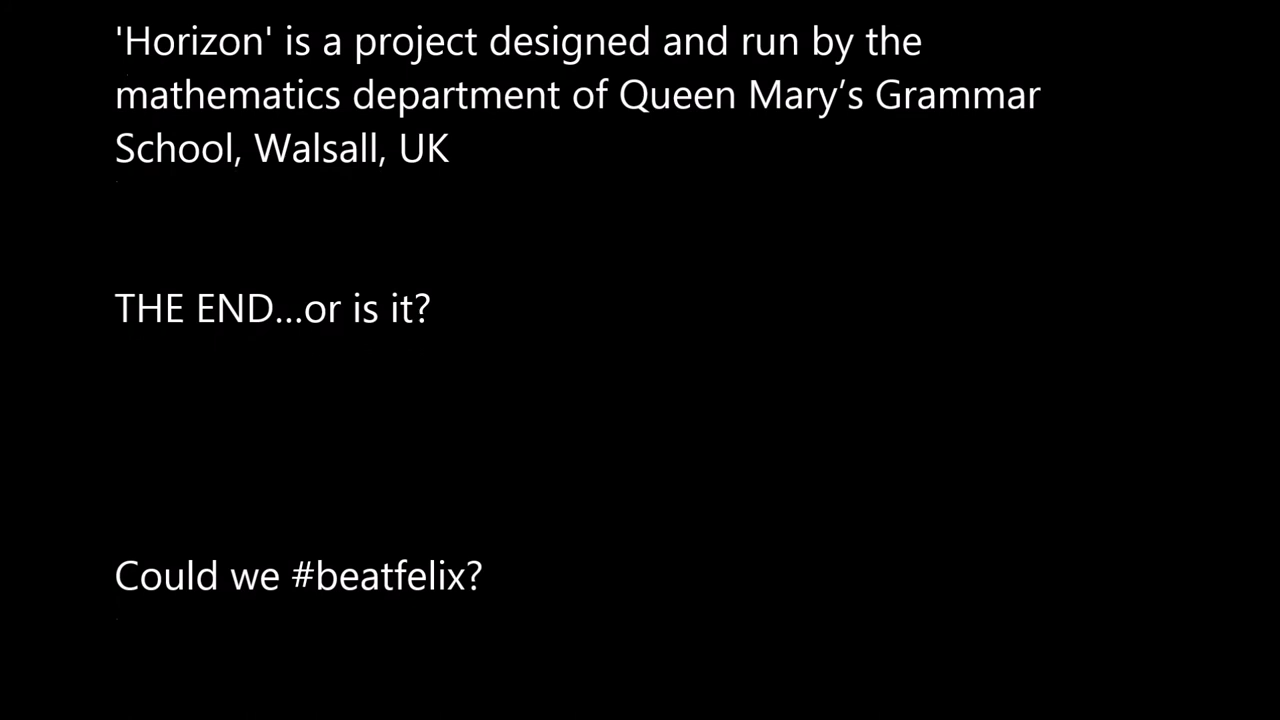 'Horizon' is a project designed and run by the
mathematics department of Queen Mary’s Grammar
School, Walsall, UK
THE END...or is it?
Could we #beatfelix?